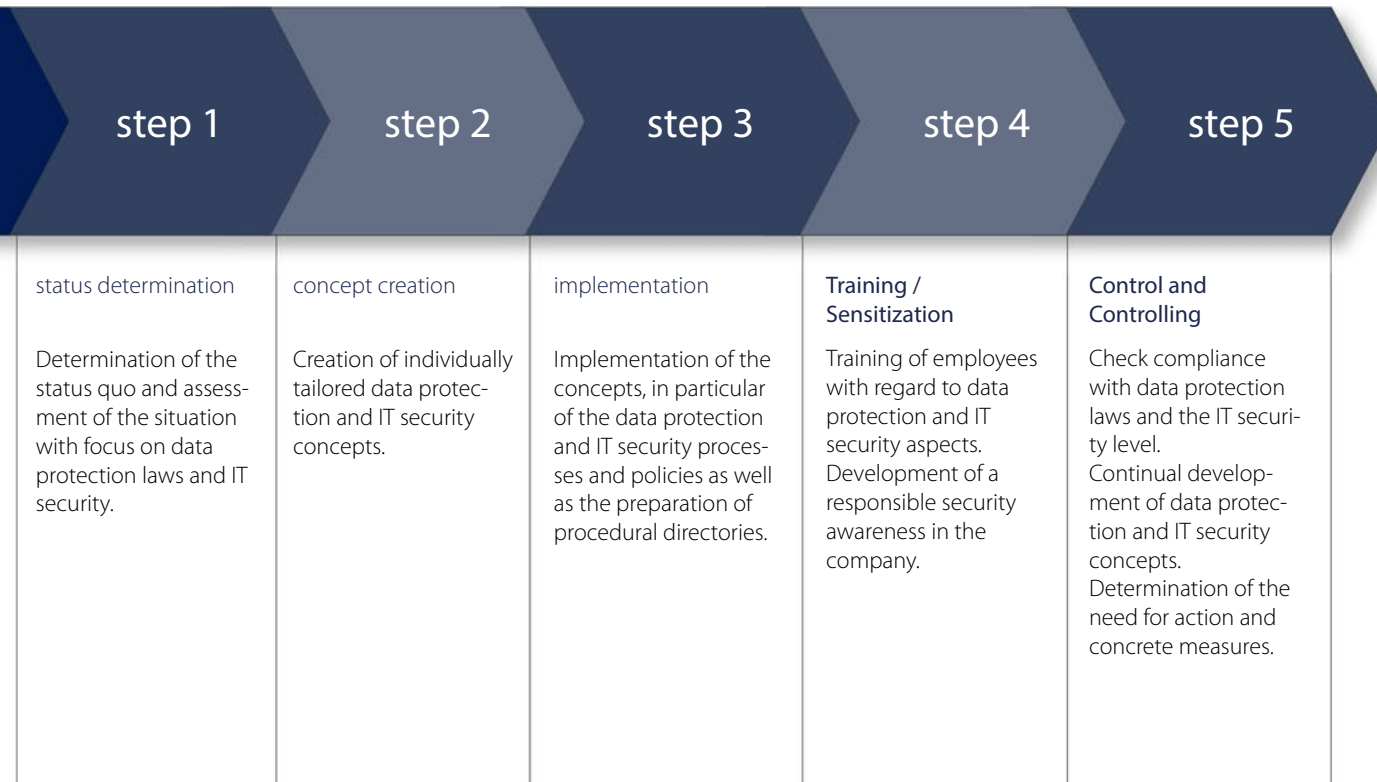 step 1
step 2
step 3
step 4
step 5
status determination
Determination of the
status quo and assess-
ment of the situation
with focus on data
protection laws and IT
security.
concept creation
Creation of individually
tailored data protec-
tion and IT security
concepts.
implementation
Implementation of the
concepts, in particular
of the data protection
and IT security proces-
ses and policies as well
as the preparation of
procedural directories.
Training /
Sensitization
Training of employees
with regard to data
protection and IT
security aspects.
Development of a
responsible security
awareness in the
company.
Control and
Controlling
Check compliance
with data protection
laws and the IT securi-
ty level.
Continual develop-
ment of data protec-
tion and IT security
concepts.
Determination of the
need for action and
concrete measures.